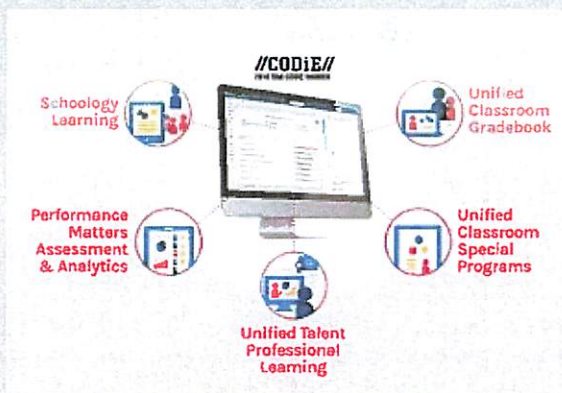 //CODiE//
Schoology
Learning
Unified
Classroom
Gradebook
Performance
Matters
Assessment
& Analytics
Unified
Classroom
Special
Programs
Unified Talent
Professional
Learning